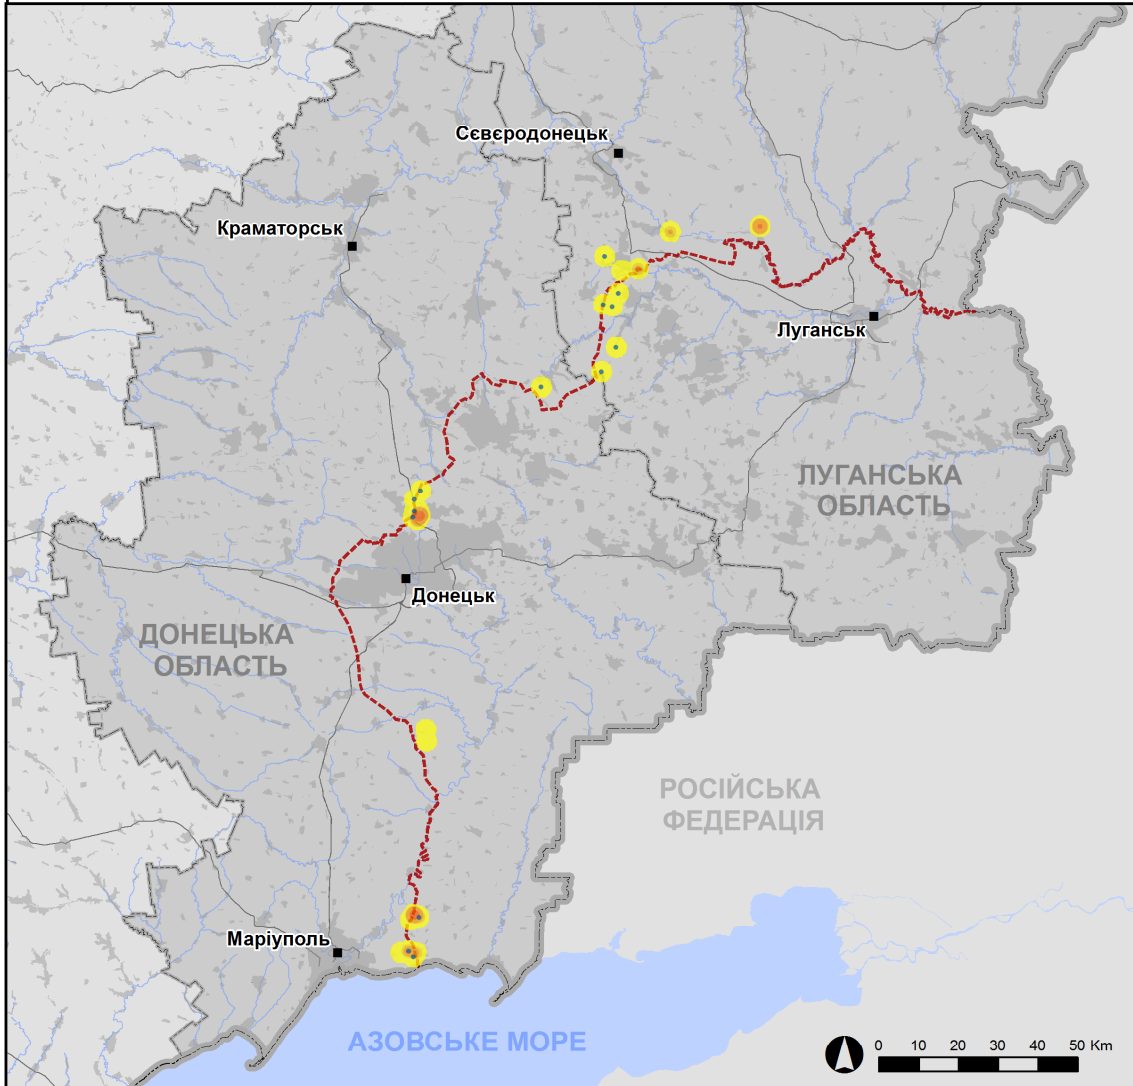 Сєвєродонецьк
Краматорськ
Луганськ
ЛУГАНСЬКА
ОБЛАСТЬ
Донецьк
ДОНЕЦЬКА
ОБЛАСТЬ
РОСІЙСЬКА
ФЕДЕРАЦІЯ
Маріуполь
АЗОВСЬКЕ МОРЕ
0 10 20 30 40 50 Km